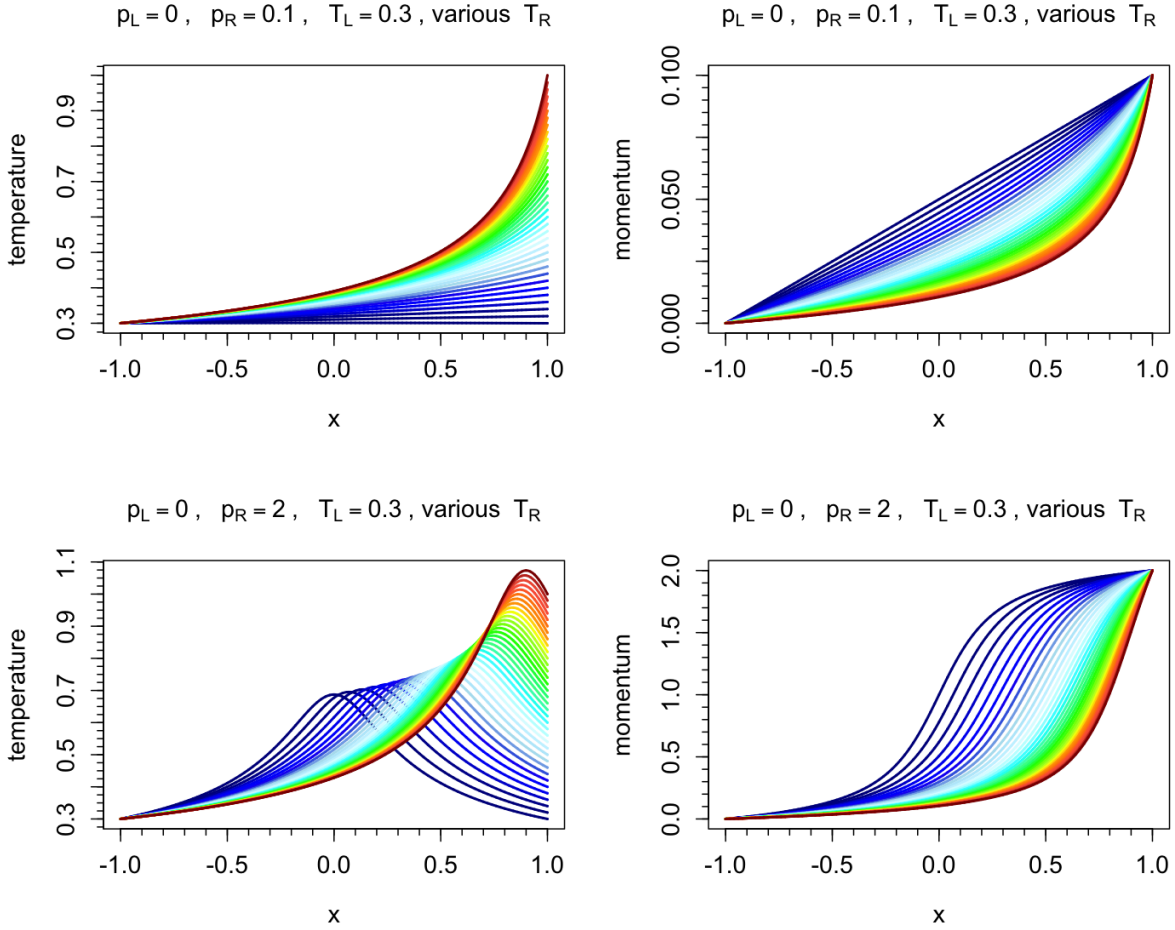 p_L = 0 ,   p_R = 0.1 ,   T_L = 0.3 , various  T_R
temperature
0.3 0.5 0.7 0.9
-1.0 -0.5 0.0 0.5 1.0
x
p_L = 0 ,   p_R = 0.1 ,   T_L = 0.3 , various  T_R
momentum
0.000 0.050 0.100
-1.0 -0.5 0.0 0.5 1.0
x
p_L = 0 ,   p_R = 2 ,   T_L = 0.3 , various  T_R
temperature
0.3 0.5 0.7 0.9 1.1
-1.0 -0.5 0.0 0.5 1.0
x
p_L = 0 ,   p_R = 2 ,   T_L = 0.3 , various  T_R
momentum
0.0 0.5 1.0 1.5 2.0
-1.0 -0.5 0.0 0.5 1.0
x